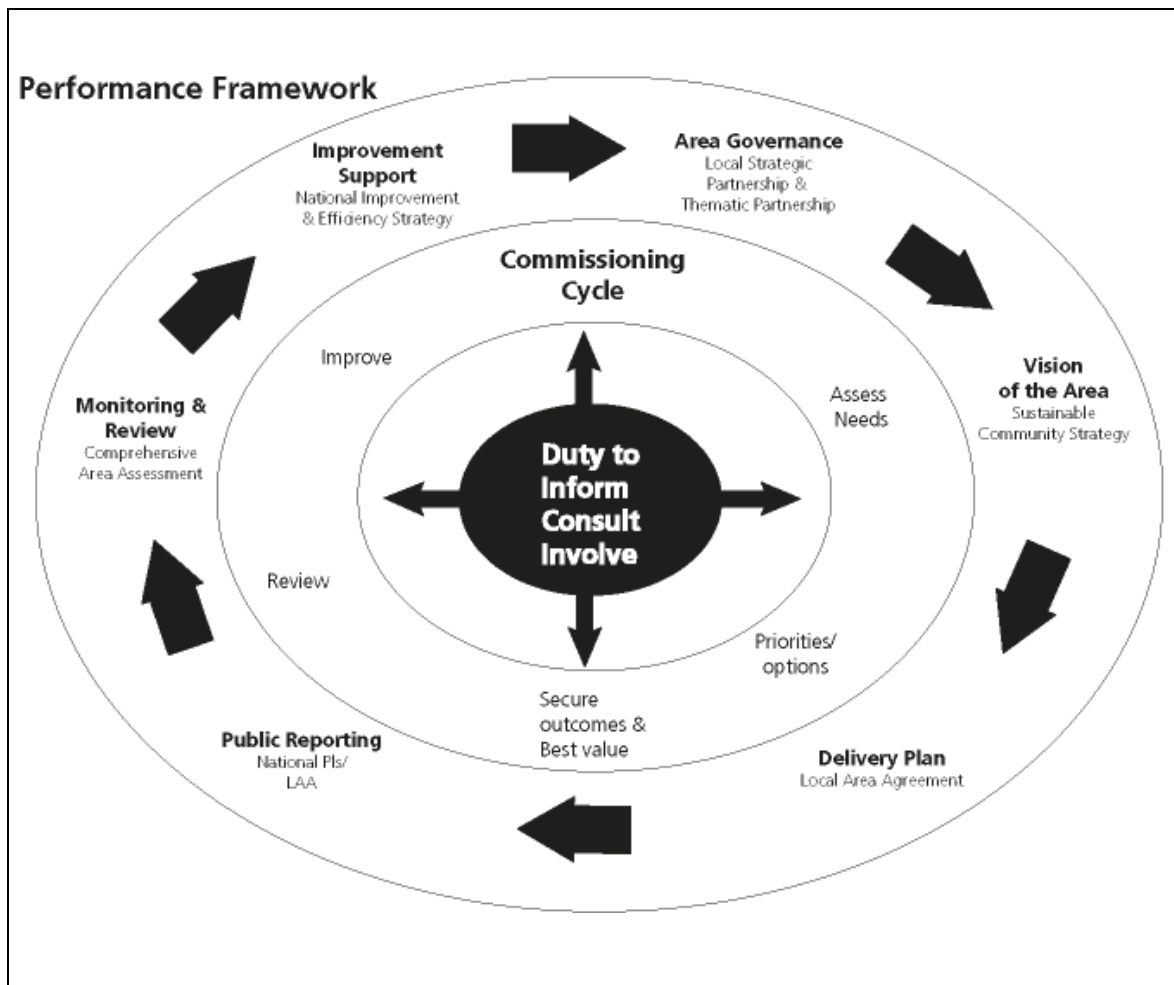 Performance Framework
Improvement
Support
National Improvement
& Efficiency Strategy
Area Governance
Local Strategic
Partnership &
Thematic Partnership
Commissioning
Cycle
Improve
Assess
Needs
Vision
of the Area
Sustainable
Community Strategy
Monitoring &
Review
Comprehensive
Area Assessment
Duty to
Inform
Consult
Involve
Review
Priorities/
options
Secure
outcomes &
Best value
Public Reporting
National PIs/
LAA
Delivery Plan
Local Area Agreement